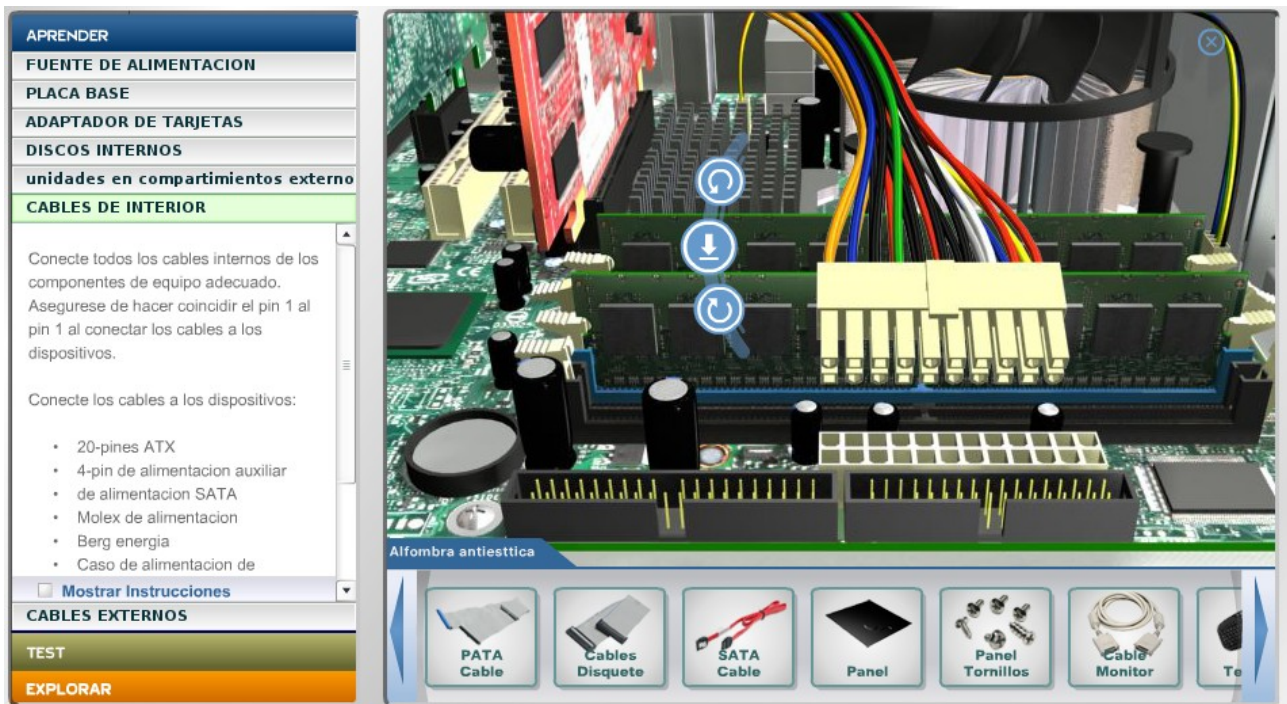 APRENDER
FUENTE DE ALIMENTACION
PLACA BASE
ADAPTADOR DE TARJETAS
DISCOS INTERNOS
unidades en compartimientos externo
CABLES DE INTERIOR
Conecte todos los cables internos de los
componentes de equipo adecuado.
Asegurese de hacer coincidir el pin 1 al
pin 1 al conectar los cables a los
dispositivos.
Conecte los cables a los dispositivos:
• 20-pines ATX
• 4-pin de alimentacion auxiliar
• de alimentacion SATA
• Molex de alimentacion
• Berg energia
• Caso de alimentacion de
Mostrar Instrucciones
CABLES EXTERNOS
TEST
EXPLORAR
Alfombra antiesttica
PATA
Cable
Cables
Disquete
SATA
Cable
Panel
Panel
Tornillos
Cable
Monitor
Te